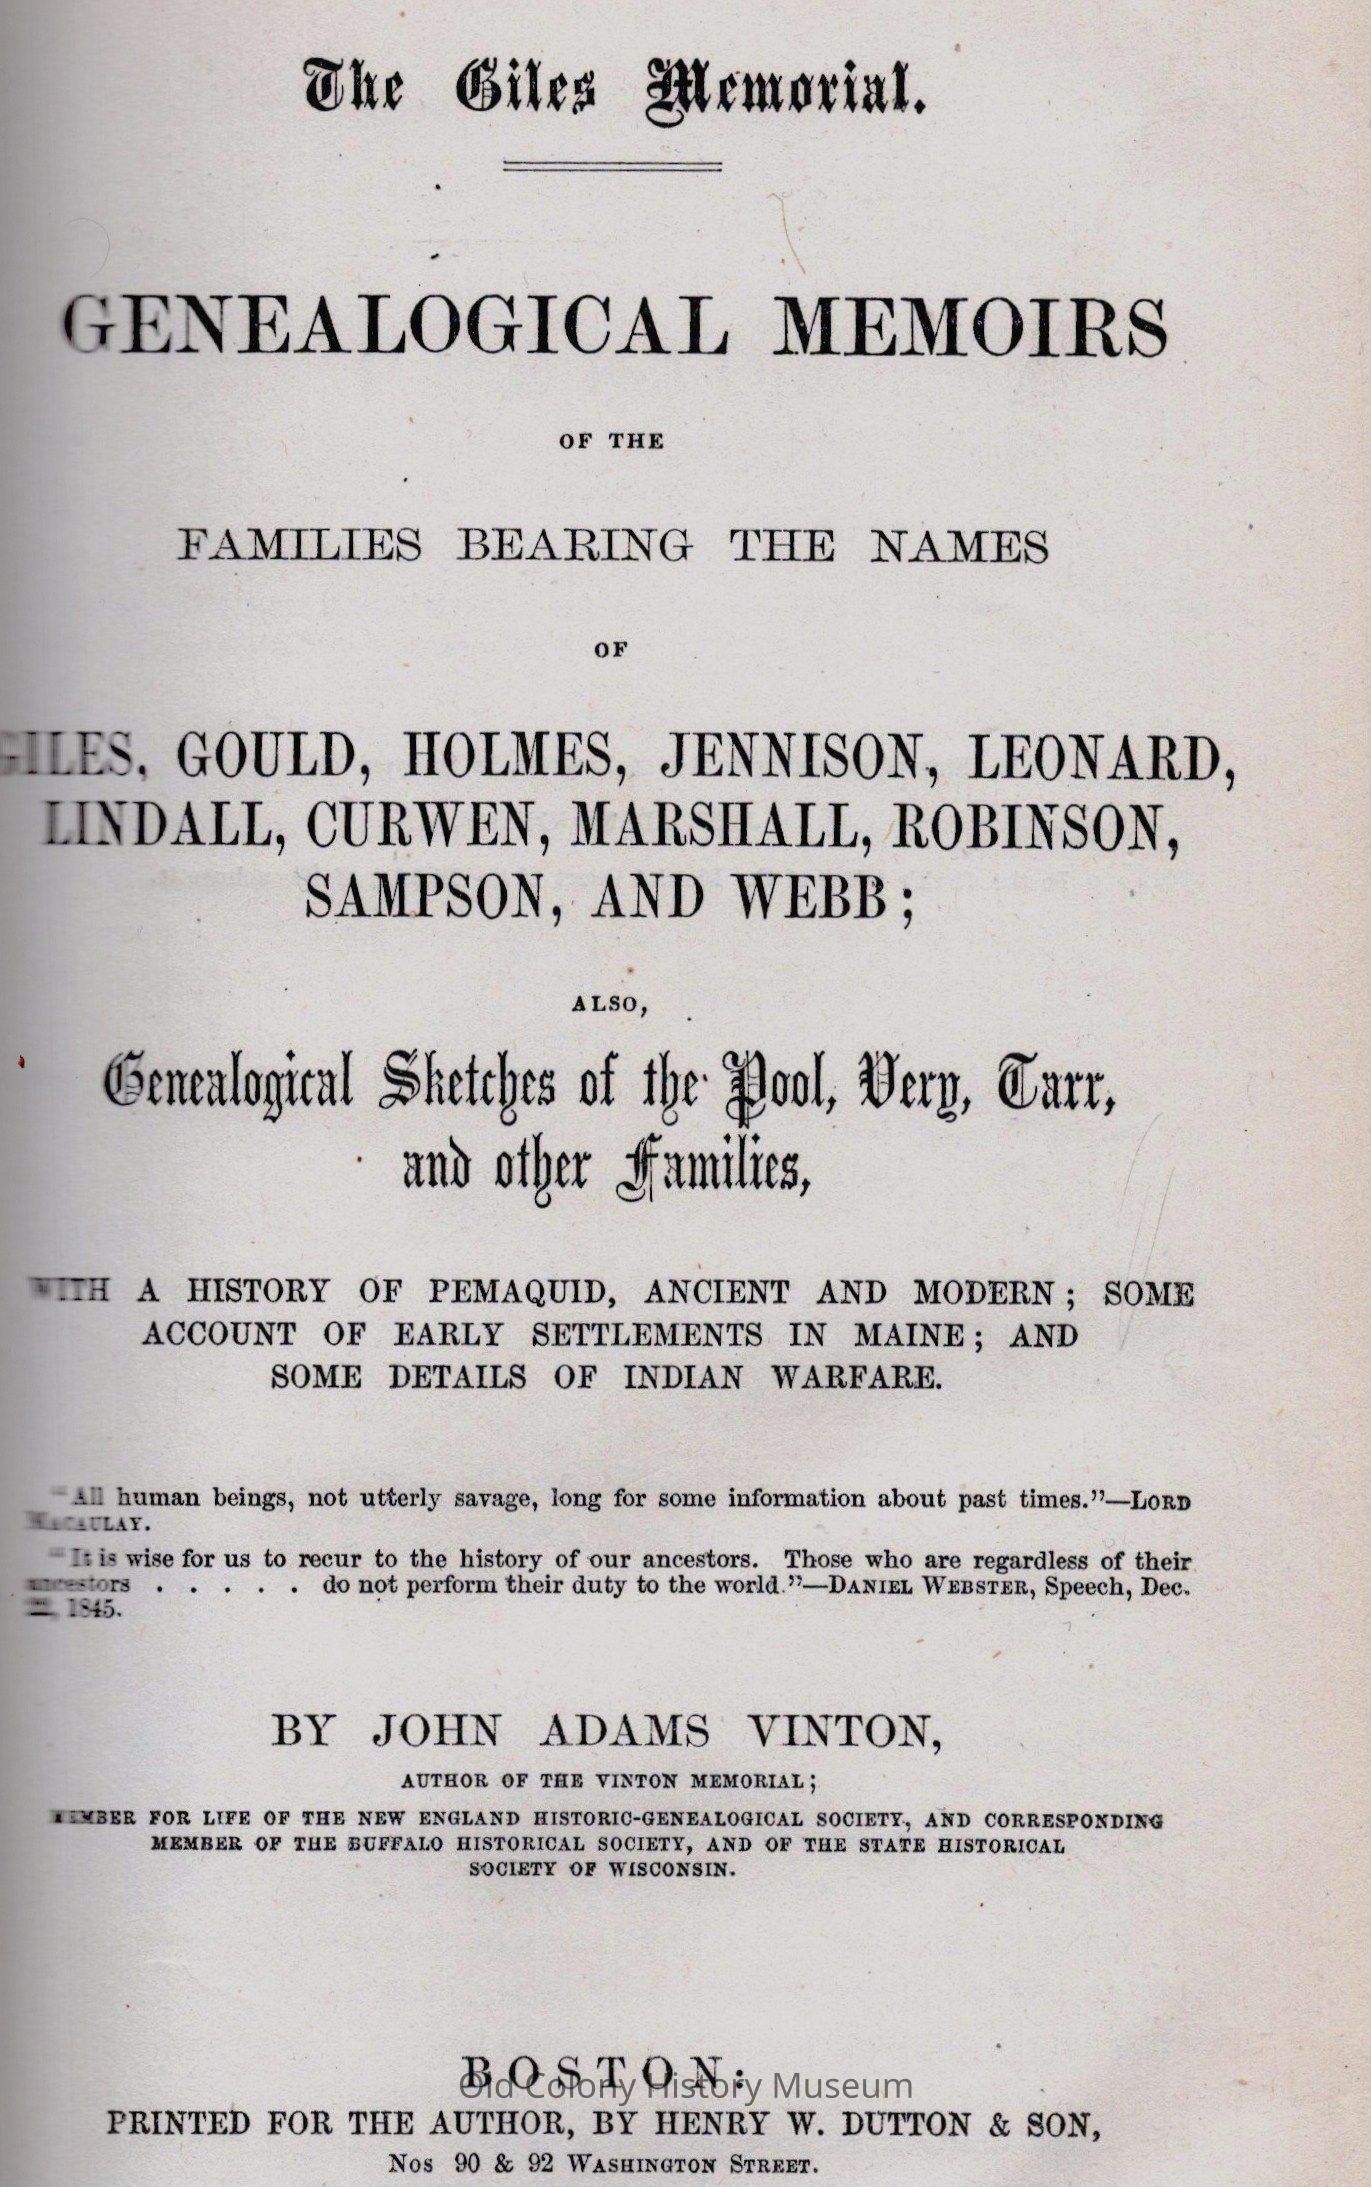 The Giles Memorial.
GENEALOGICAL MEMOIRS
OF THE
FAMILIES BEARING THE NAMES
OF
GILES, GOULD, HOLMES, JENNISON, LEONARD,
LINDALL, CURWEN, MARSHALL, ROBINSON,
SAMPSON, AND WEBB;
ALSO,
Genealogical Sketches of the Pool, Very, Tarr,
and other Families,
WITH A HISTORY OF PEMAQUID, ANCIENT AND MODERN; SOME
ACCOUNT OF EARLY SETTLEMENTS IN MAINE; AND
SOME DETAILS OF INDIAN WARFARE.
"All human beings, not utterly savage, long for some information about past times."—LORD
MACAULAY.
"It is wise for us to recur to the history of our ancestors. Those who are regardless of their
ancestors . . . . . do not perform their duty to the world."—DANIEL WEBSTER, Speech, Dec.
1845.
BY JOHN ADAMS VINTON,
AUTHOR OF THE VINTON MEMORIAL;
MEMBER FOR LIFE OF THE NEW ENGLAND HISTORIC-GENEALOGICAL SOCIETY, AND CORRESPONDING
MEMBER OF THE BUFFALO HISTORICAL SOCIETY, AND OF THE STATE HISTORICAL
SOCIETY OF WISCONSIN.
BOSTON:
Old Colony History Museum
PRINTED FOR THE AUTHOR, BY HENRY W. DUTTON & SON,
Nos 90 & 92 WASHINGTON STREET.